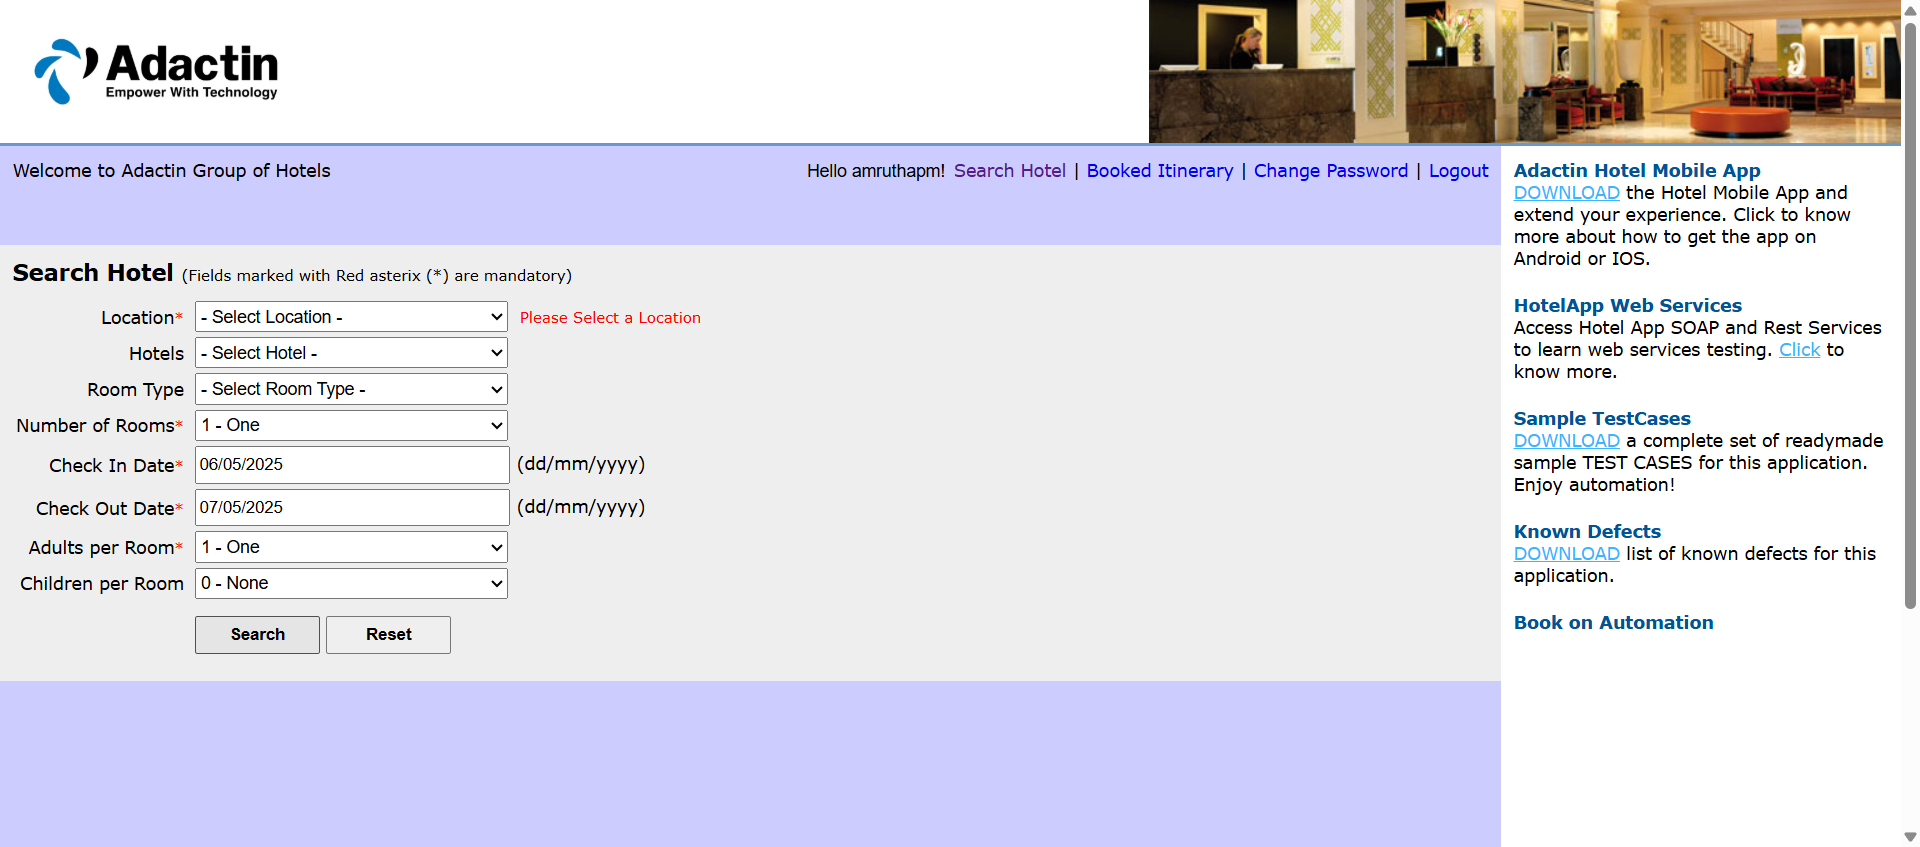 Adactin
Empower With Technology
Welcome to Adactin Group of Hotels
Hello amruthapm! Search Hotel | Booked Itinerary | Change Password | Logout
Search Hotel (Fields marked with Red asterix (*) are mandatory)
Location* - Select Location - Please Select a Location
Hotels - Select Hotel -
Room Type - Select Room Type -
Number of Rooms* 1 - One
Check In Date* 06/05/2025 (dd/mm/yyyy)
Check Out Date* 07/05/2025 (dd/mm/yyyy)
Adults per Room* 1 - One
Children per Room 0 - None
Search Reset
Adactin Hotel Mobile App
DOWNLOAD the Hotel Mobile App and
extend your experience. Click to know
more about how to get the app on
Android or IOS.
HotelApp Web Services
Access Hotel App SOAP and Rest Services
to learn web services testing. Click to
know more.
Sample TestCases
DOWNLOAD a complete set of readymade
sample TEST CASES for this application.
Enjoy automation!
Known Defects
DOWNLOAD list of known defects for this
application.
Book on Automation